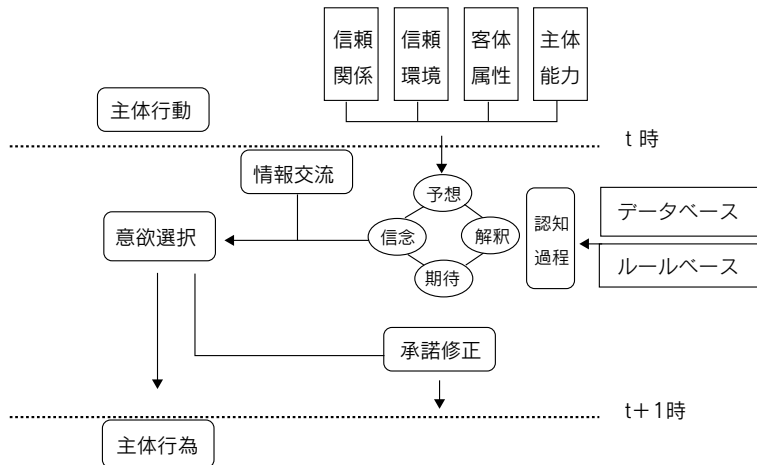 信頼
関係
信頼
環境
客体
属性
主体
能力
主体行動
t 時
情報交流
予想
信念
解釈
期待
認知
過程
データベース
ルールベース
意欲選択
承諾修正
t+1時
主体行為